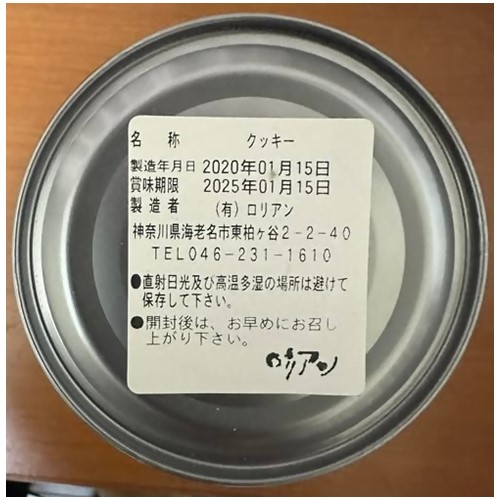 名称 クッキー
製造年月日 2020年01月15日
賞味期限 2025年01月15日
製造者 (有) ロリアン
神奈川県海老名市東柏ヶ谷2-2-40
TEL046-231-1610
●直射日光及び高温多湿の場所は避けて
保存して下さい。
●開封後は、お早めにお召し
上がり下さい。
ロリアン